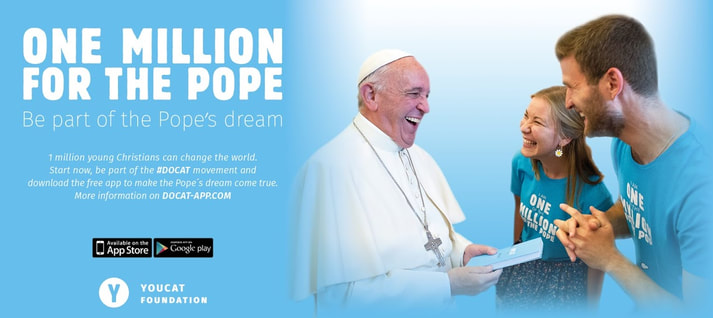 ONE MILLION
FOR THE POPE
Be part of the Pope's dream
1 million young Christians can change the world.
Start now, be part of the #DOCAT movement and
download the free app to make the Pope´s dream come true.
More information on DOCAT-APP.COM
Available on the
App Store
Google play
Y
YOUCAT
FOUNDATION
ONE
MILLION
THE POPE
ONE
MILLION